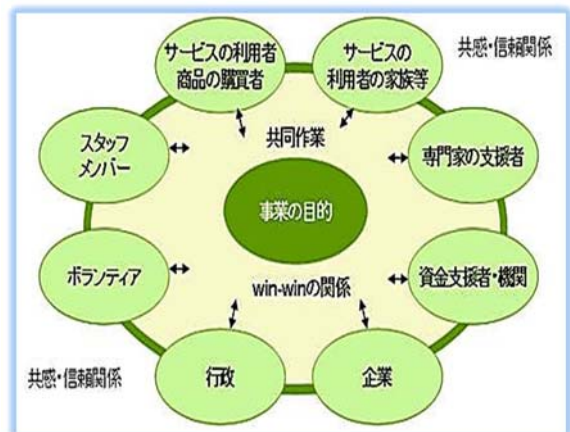 サービスの利用者
商品の購買者
サービスの
利用者の家族等
共感・信頼関係
スタッフ
メンバー
共同作業
専門家の支援者
事業の目的
ボランティア
win-winの関係
資金支援者・機関
行政
企業
共感・信頼関係